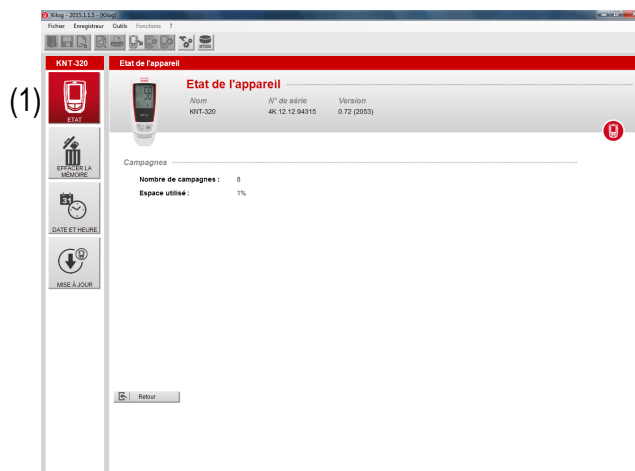 Kilog - 2015.1.1.5 - [Kilog]
Fichier Enregistreur Outils Fonctions ?
KNT-320
Etat de l'appareil
(1)
ETAT
Etat de l'appareil
Nom N° de série Version
KNT-320 4K 12.12.94315 0.72 (2053)
EFFACER LA
MÉMOIRE
Campagnes
Nombre de campagnes : 8
Espace utilisé : 1%
31
DATE ET HEURE
MISE À JOUR
Retour